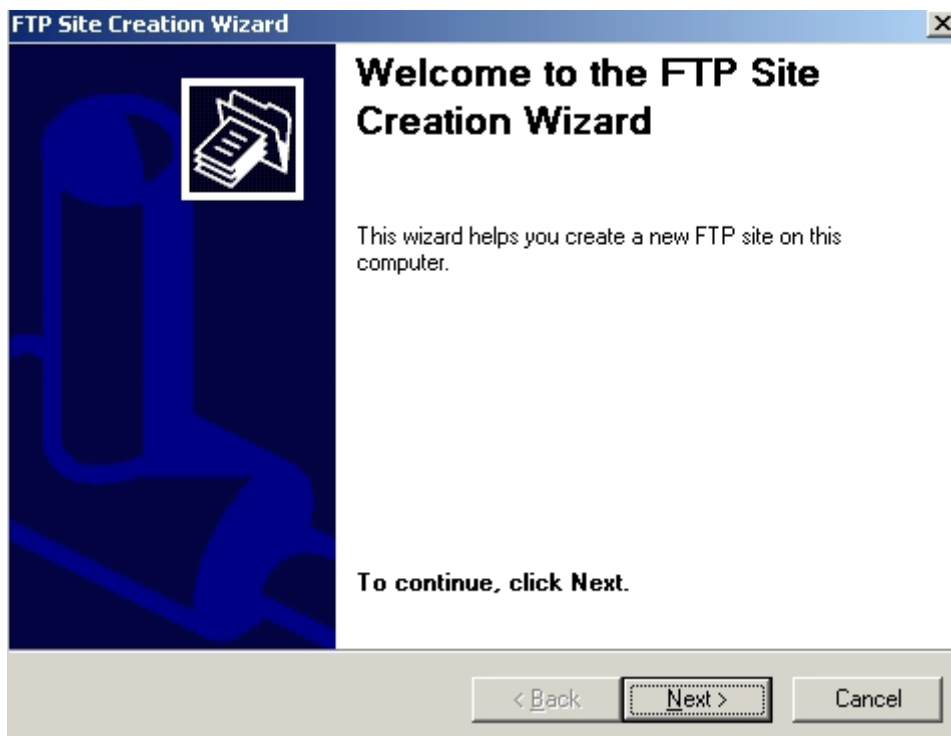 FTP Site Creation Wizard
Welcome to the FTP Site
Creation Wizard
This wizard helps you create a new FTP site on this
computer.
To continue, click Next.
< Back
Next >
Cancel